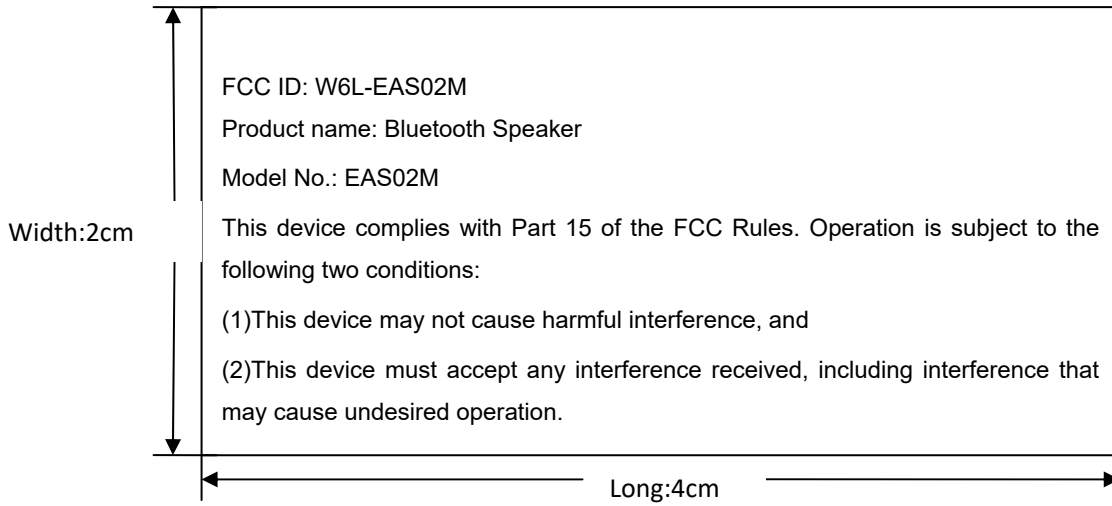 FCC ID: W6L-EAS02M
Product name: Bluetooth Speaker
Model No.: EAS02M
Width:2cm
This device complies with Part 15 of the FCC Rules. Operation is subject to the
following two conditions:
(1)This device may not cause harmful interference, and
(2)This device must accept any interference received, including interference that
may cause undesired operation.
Long:4cm